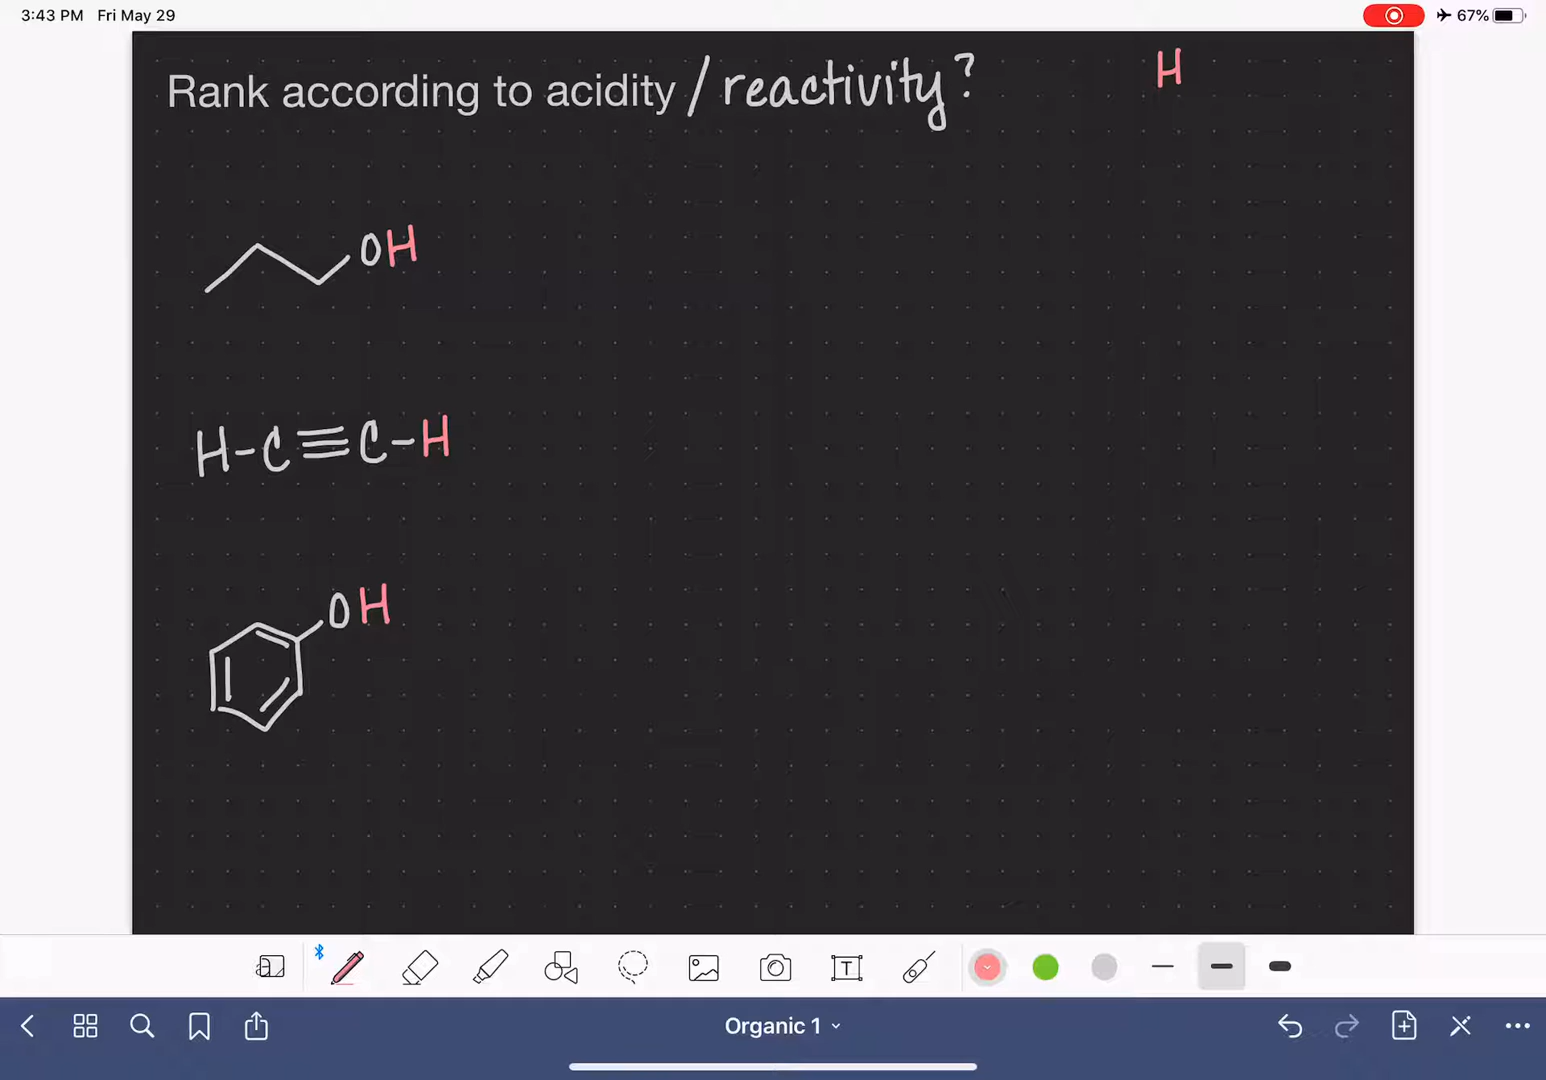 3:43 PM Fri May 29
67%
Rank according to acidity / reactivity?
H
OH
H-C≡C-H
OH
T
Organic 1